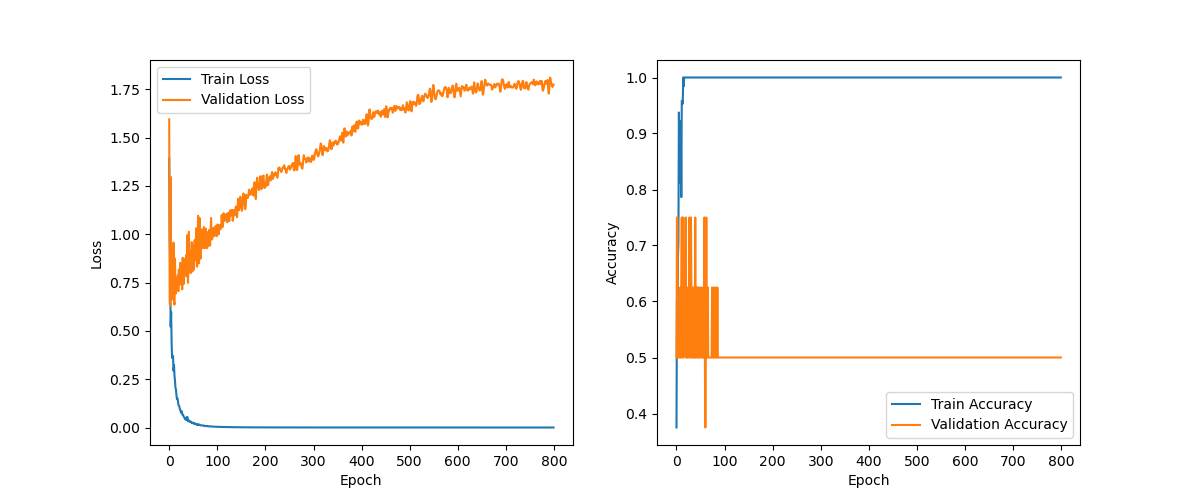 Train Loss
Validation Loss
1.75
1.50
1.25
1.00
0.75
0.50
0.25
0.00
Loss
0 100 200 300 400 500 600 700 800
Epoch
1.0
0.9
0.8
0.7
0.6
0.5
0.4
Accuracy
Train Accuracy
Validation Accuracy
0 100 200 300 400 500 600 700 800
Epoch